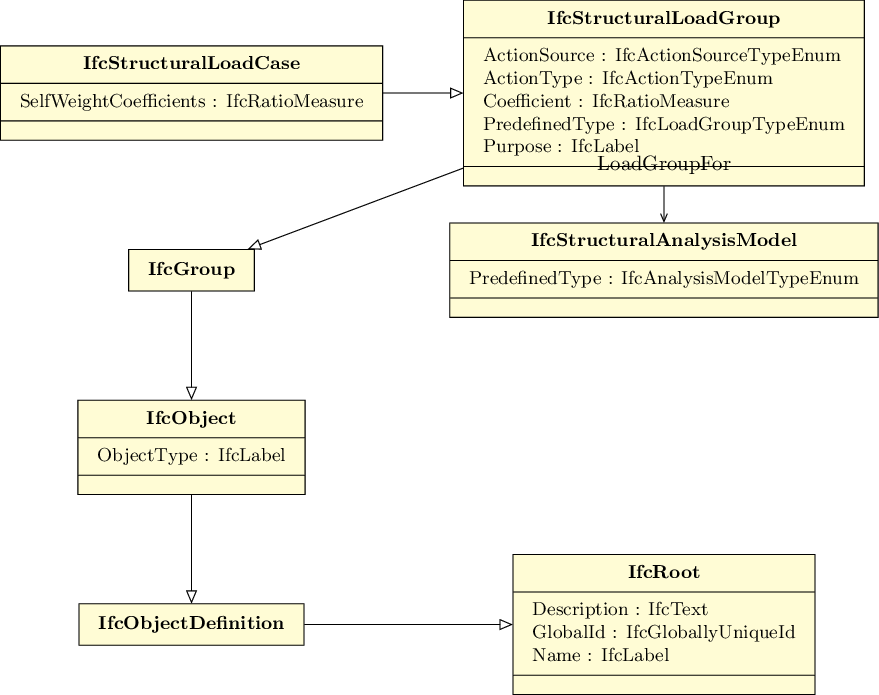 IfcStructuralLoadCase
SelfWeightCoefficients : IfcRatioMeasure
IfcStructuralLoadGroup
ActionSource : IfcActionSourceTypeEnum
ActionType : IfcActionTypeEnum
Coefficient : IfcRatioMeasure
PredefinedType : IfcLoadGroupTypeEnum
Purpose : IfcLabel
LoadGroupFor
IfcStructuralAnalysisModel
PredefinedType : IfcAnalysisModelTypeEnum
IfcGroup
IfcObject
ObjectType : IfcLabel
IfcObjectDefinition
IfcRoot
Description : IfcText
GlobalId : IfcGloballyUniqueId
Name : IfcLabel